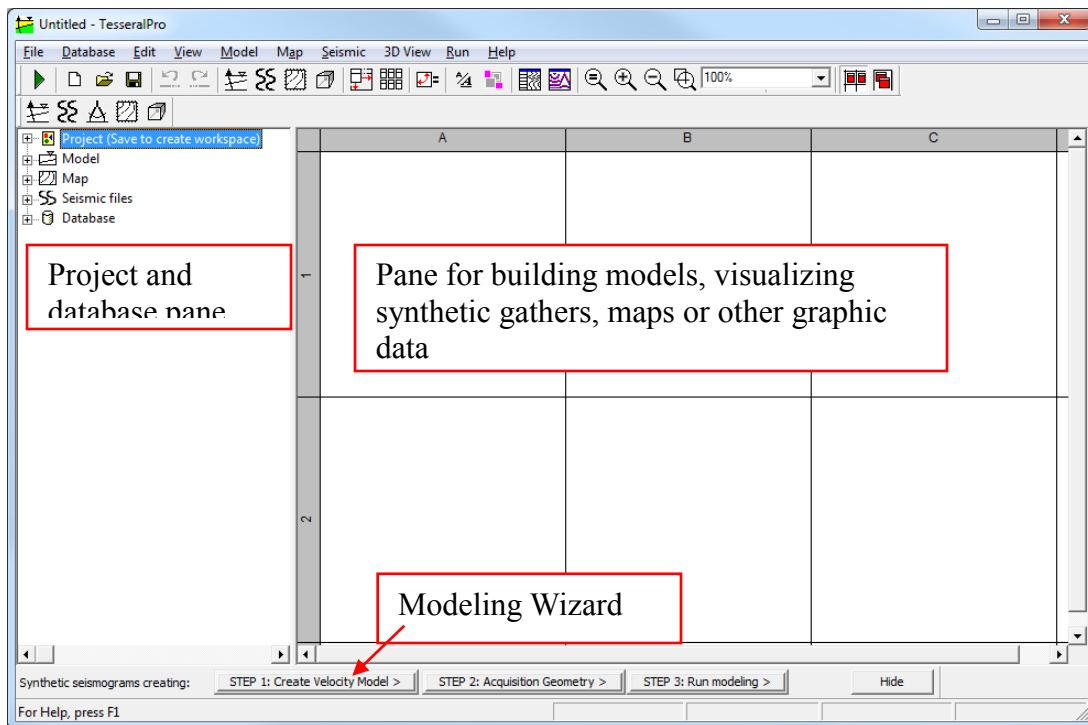 Untitled - TesseralPro
File Database Edit View Model Map Seismic 3D View Run Help
100%
Project (Save to create workspace)
Model
Map
Seismic files
Database
A B C
1
2
Project and
database pane
Pane for building models, visualizing
synthetic gathers, maps or other graphic
data
Modeling Wizard
Synthetic seismograms creating: STEP 1: Create Velocity Model > STEP 2: Acquisition Geometry > STEP 3: Run modeling > Hide
For Help, press F1